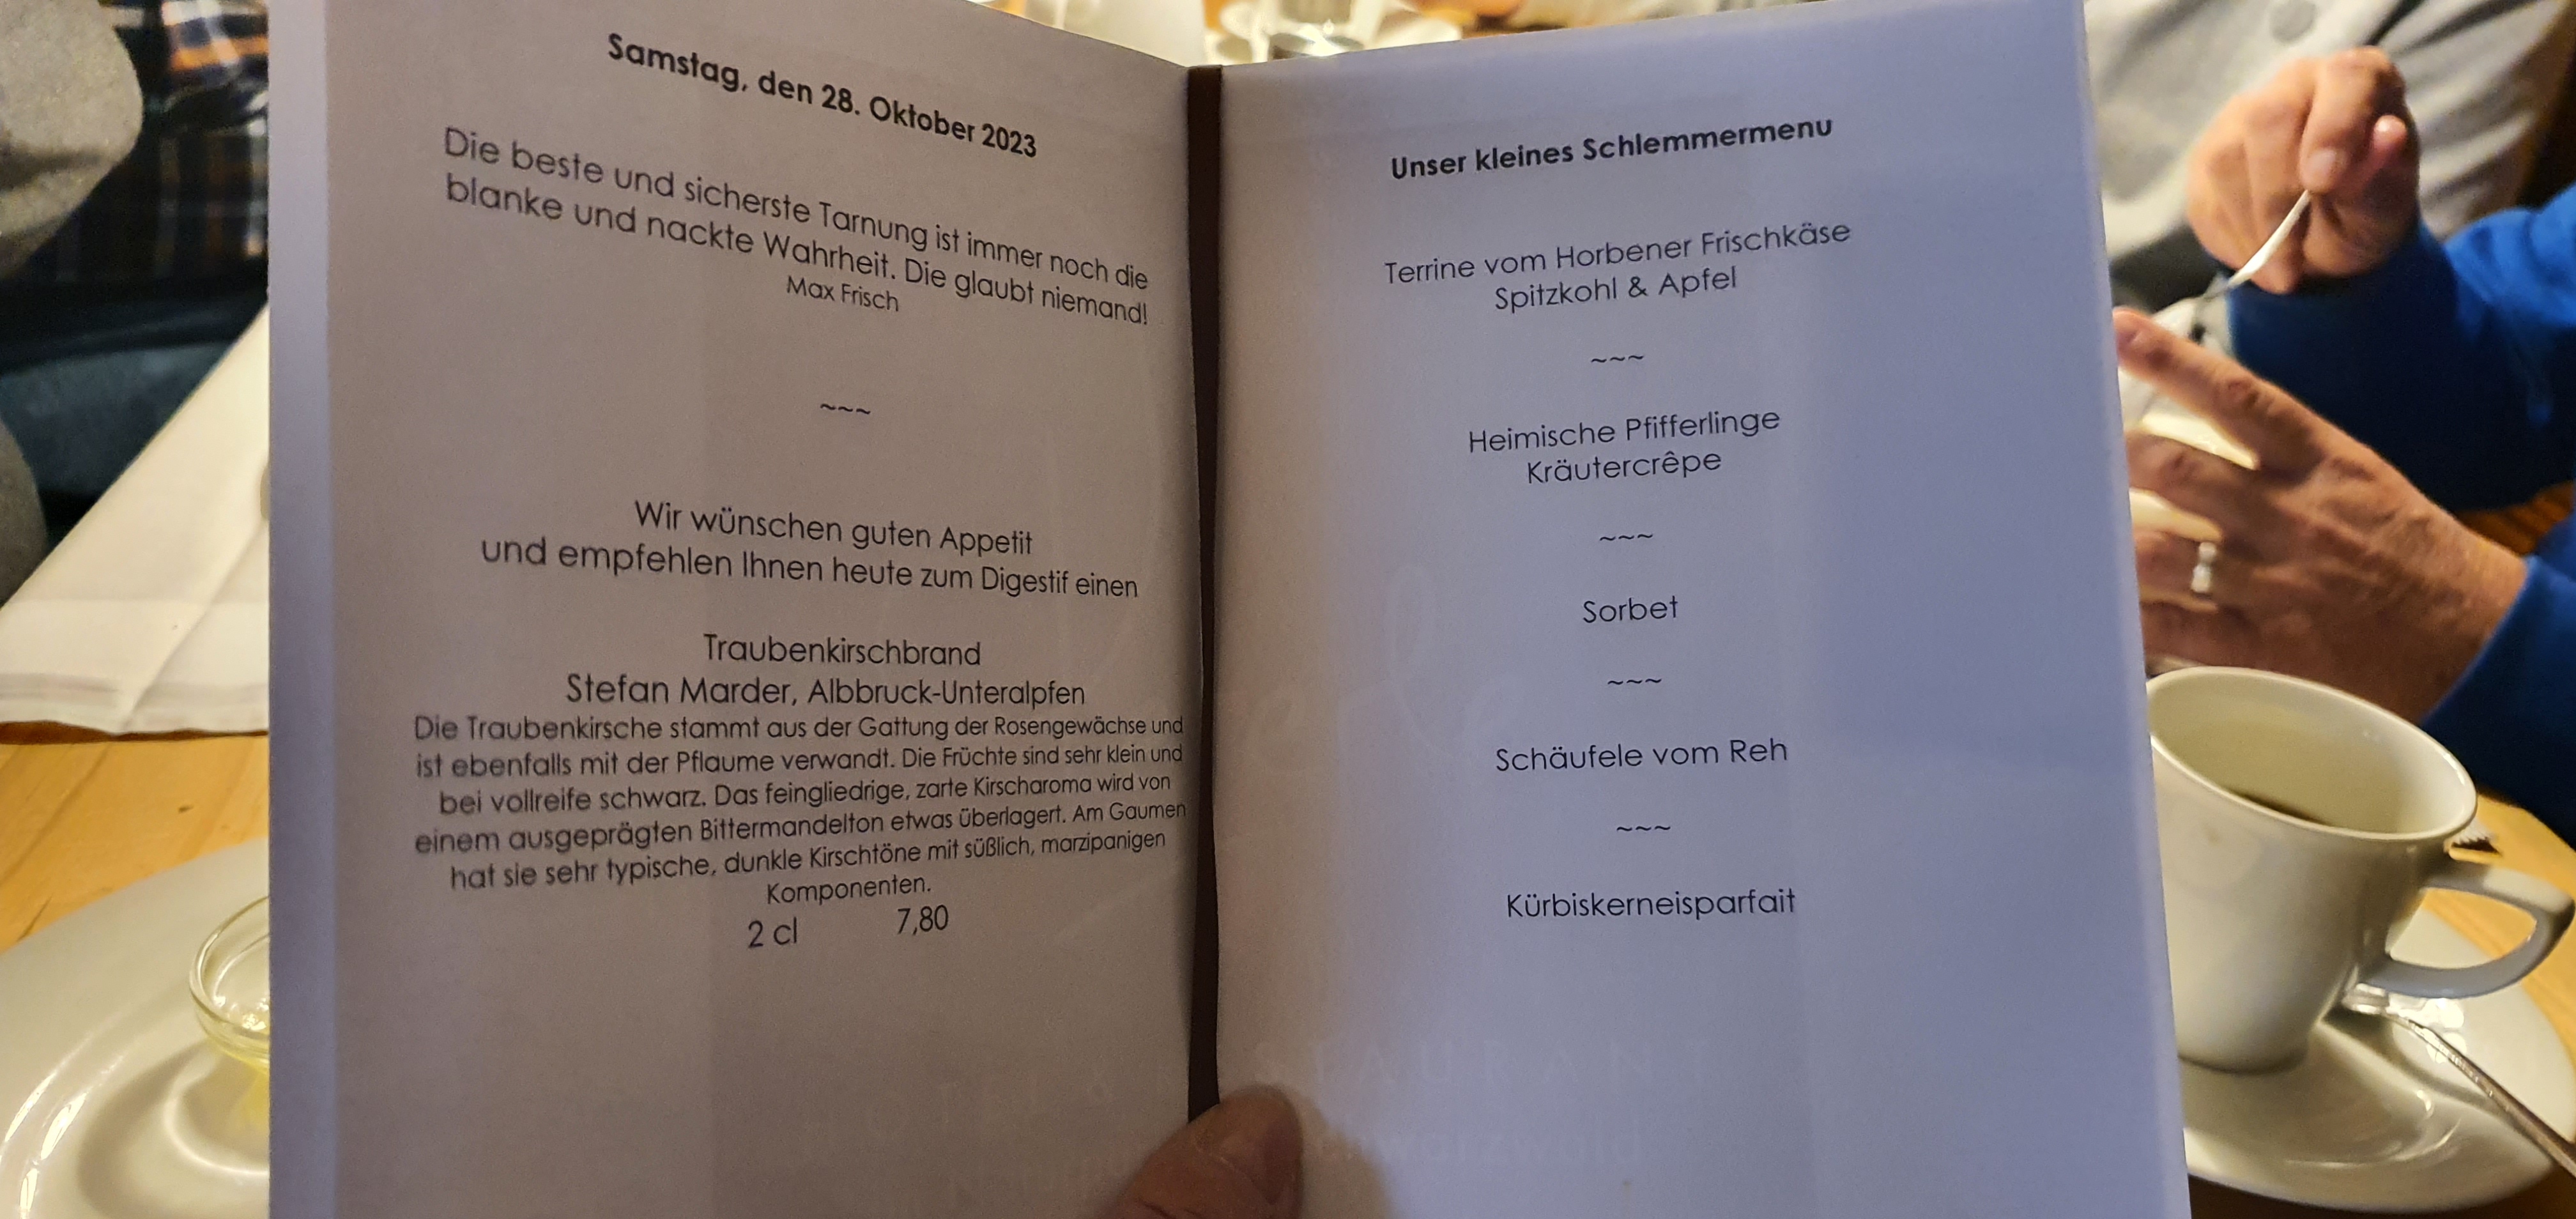 Samstag, den 28. Oktober 2023
Die beste und sicherste Tarnung ist immer noch die
blanke und nackte Wahrheit. Die glaubt niemand!
Max Frisch
~~~
Wir wünschen guten Appetit
und empfehlen Ihnen heute zum Digestif einen
Traubenkirschbrand
Stefan Marder, Albbruck-Unteralpfen
Die Traubenkirsche stammt aus der Gattung der Rosengewächse und
ist ebenfalls mit der Pflaume verwandt. Die Früchte sind sehr klein und
bei vollreife schwarz. Das feingliedrige, zarte Kirscharoma wird von
einem ausgeprägten Bittermandelton etwas überlagert. Am Gaumen
hat sie sehr typische, dunkle Kirschtöne mit süßlich, marzipanigen
Komponenten.
2 cl 7,80
Unser kleines Schlemmermenu
Terrine vom Horbener Frischkäse
Spitzkohl & Apfel
~~~
Heimische Pfifferlinge
Kräutercrêpe
~~~
Sorbet
~~~
Schäufele vom Reh
~~~
Kürbiskerneisparfait